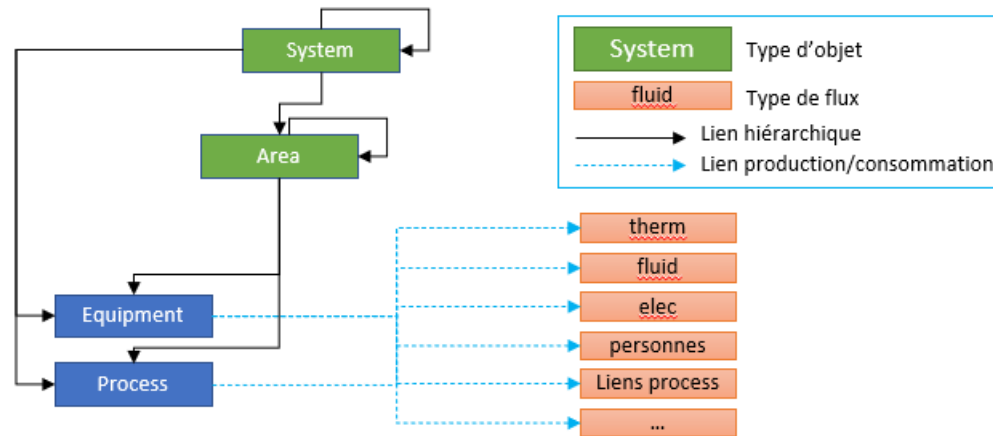 System
Area
Equipment
Process
therm
fluid
elec
personnes
Liens process
...
System
Type d'objet
fluid
Type de flux
Lien hiérarchique
Lien production/consommation